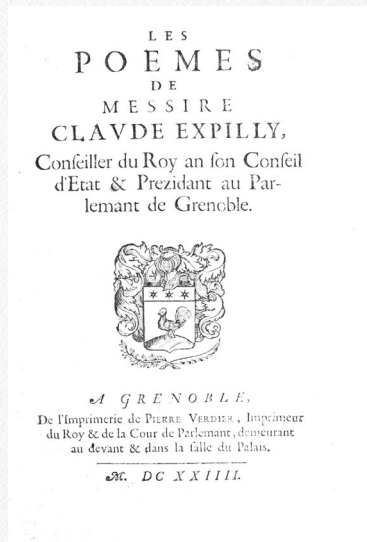 LES
POEMES
DE
MESSIRE
CLAVDE EXPILLY,
Conſeiller du Roy an ſon Conſeil
d'Etat & Prezidant au Par-
lemant de Grenoble.
A GRENOBLE,
De l'Imprimerie de PIERRE VERDIER, Imprimeur
du Roy & de la Cour de Parlemant, demeurant
au devant & dans la ſalle du Palais.
M. DC XXIIII.